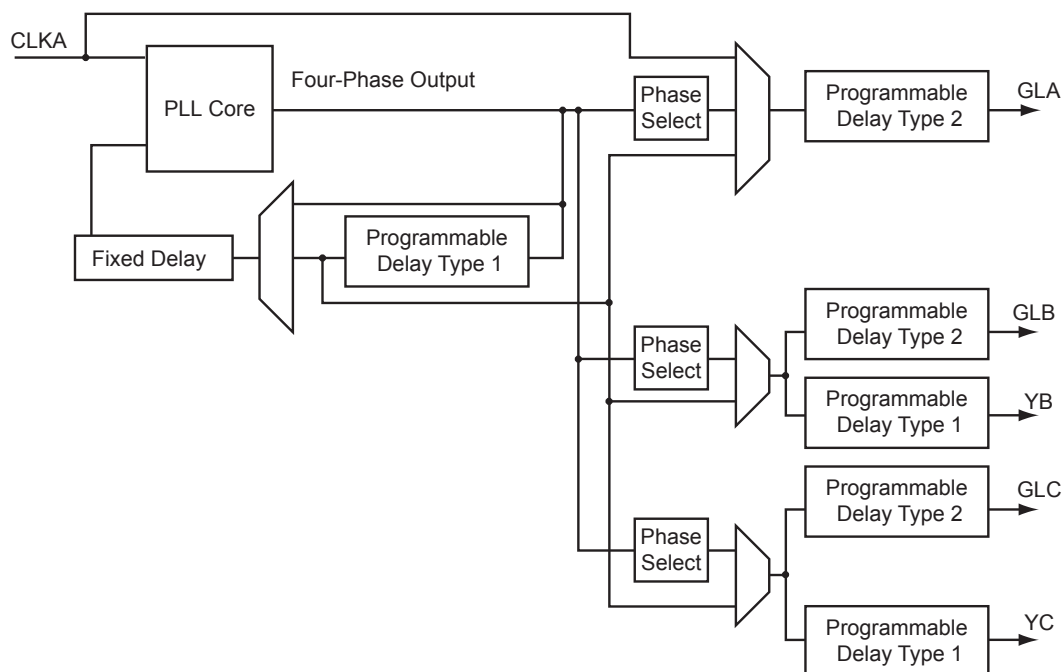 CLKA
Four-Phase Output
PLL Core
Phase
Select
Programmable
Delay Type 2
GLA
Fixed Delay
Programmable
Delay Type 1
Phase
Select
Programmable
Delay Type 2
GLB
Programmable
Delay Type 1
YB
Phase
Select
Programmable
Delay Type 2
GLC
Programmable
Delay Type 1
YC